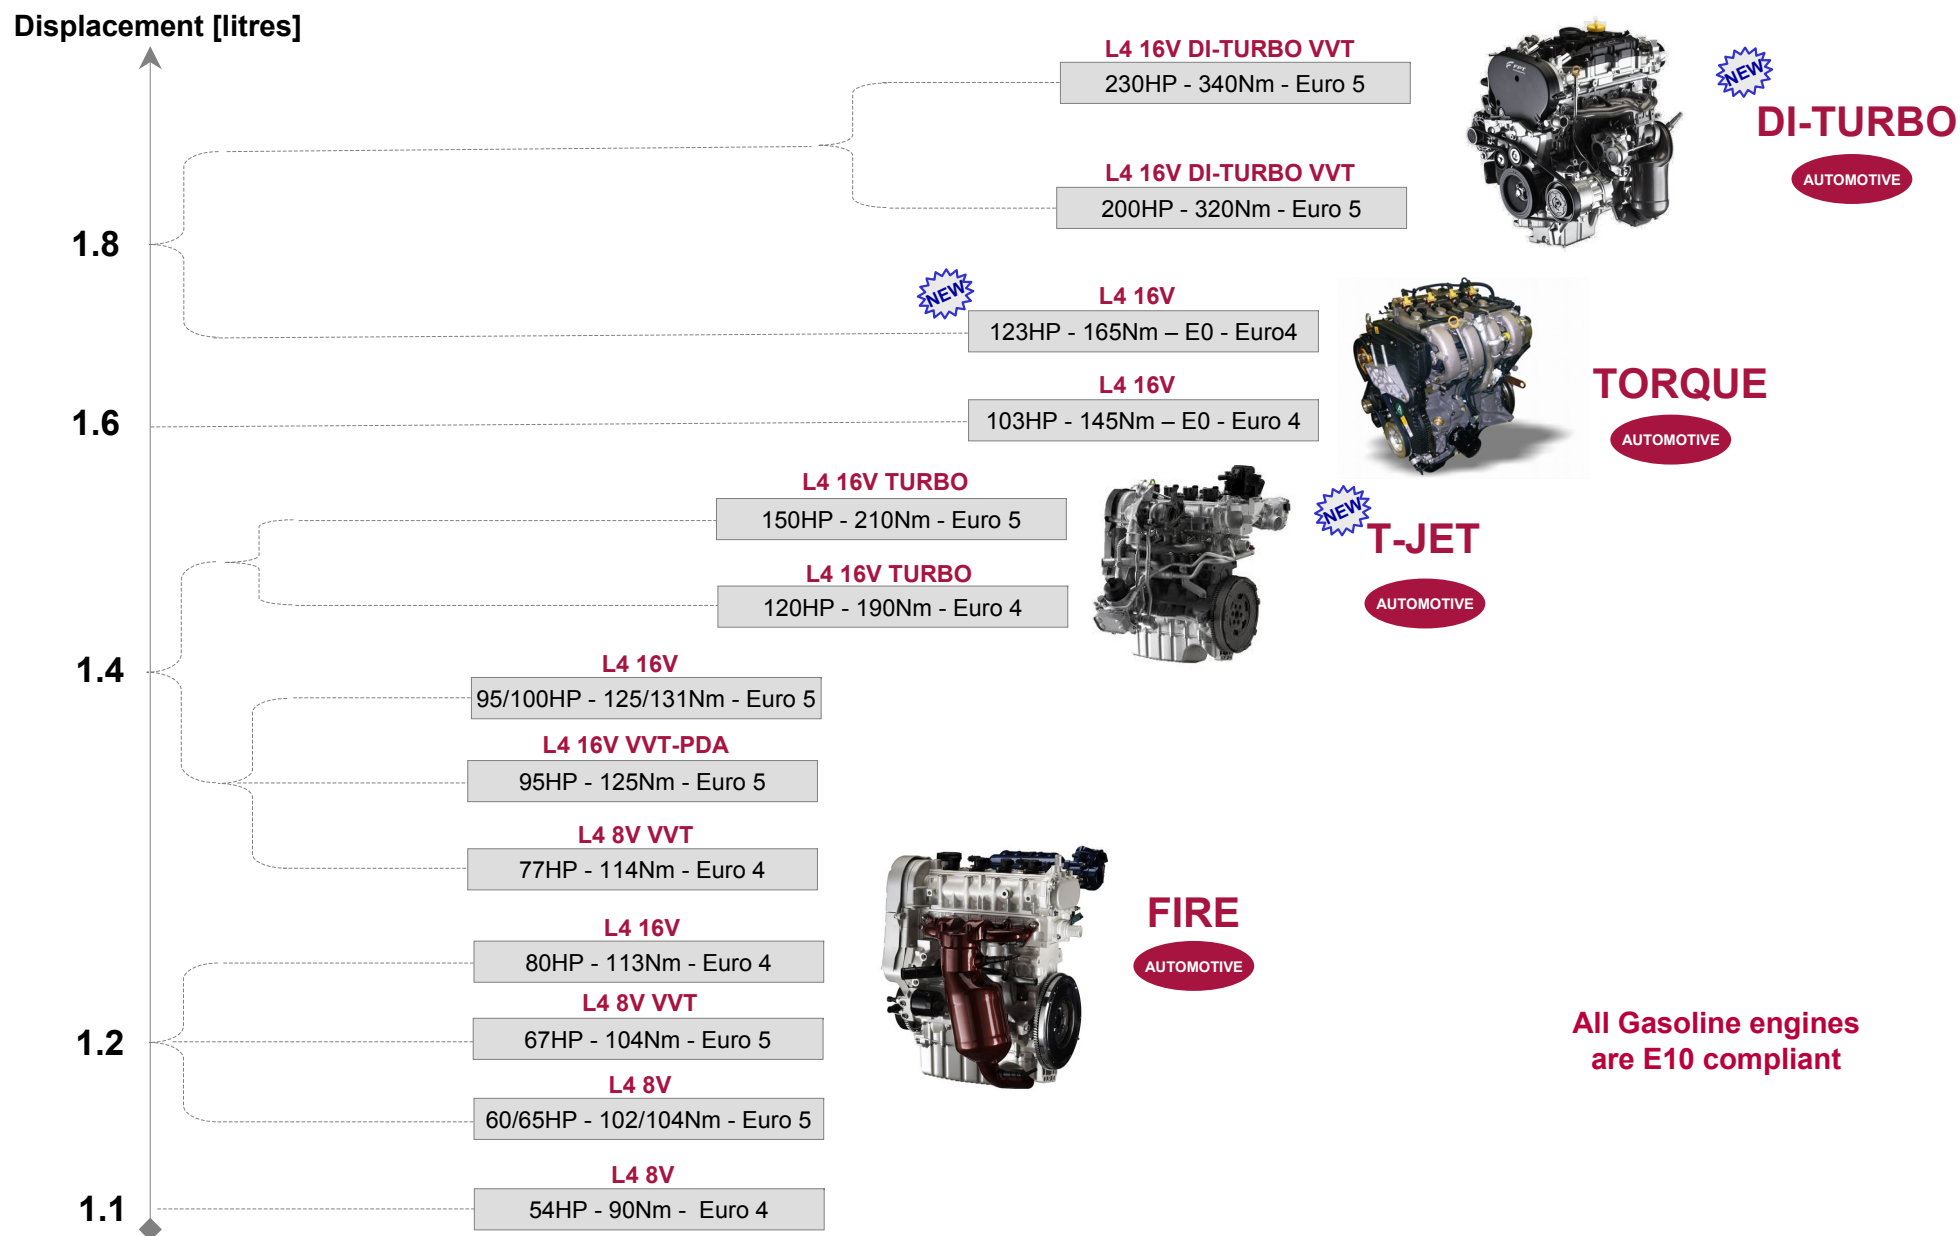 Displacement [litres]
L4 16V DI-TURBO VVT
230HP - 340Nm - Euro 5
NEW
DI-TURBO
AUTOMOTIVE
L4 16V DI-TURBO VVT
200HP - 320Nm - Euro 5
1.8
NEW
L4 16V
123HP - 165Nm – E0 - Euro4
TORQUE
AUTOMOTIVE
L4 16V
103HP - 145Nm – E0 - Euro 4
1.6
L4 16V TURBO
150HP - 210Nm - Euro 5
NEW
T-JET
AUTOMOTIVE
L4 16V TURBO
120HP - 190Nm - Euro 4
1.4
L4 16V
95/100HP - 125/131Nm - Euro 5
L4 16V VVT-PDA
95HP - 125Nm - Euro 5
L4 8V VVT
77HP - 114Nm - Euro 4
FIRE
AUTOMOTIVE
L4 16V
80HP - 113Nm - Euro 4
L4 8V VVT
67HP - 104Nm - Euro 5
1.2
L4 8V
60/65HP - 102/104Nm - Euro 5
All Gasoline engines
are E10 compliant
L4 8V
54HP - 90Nm - Euro 4
1.1
FPT